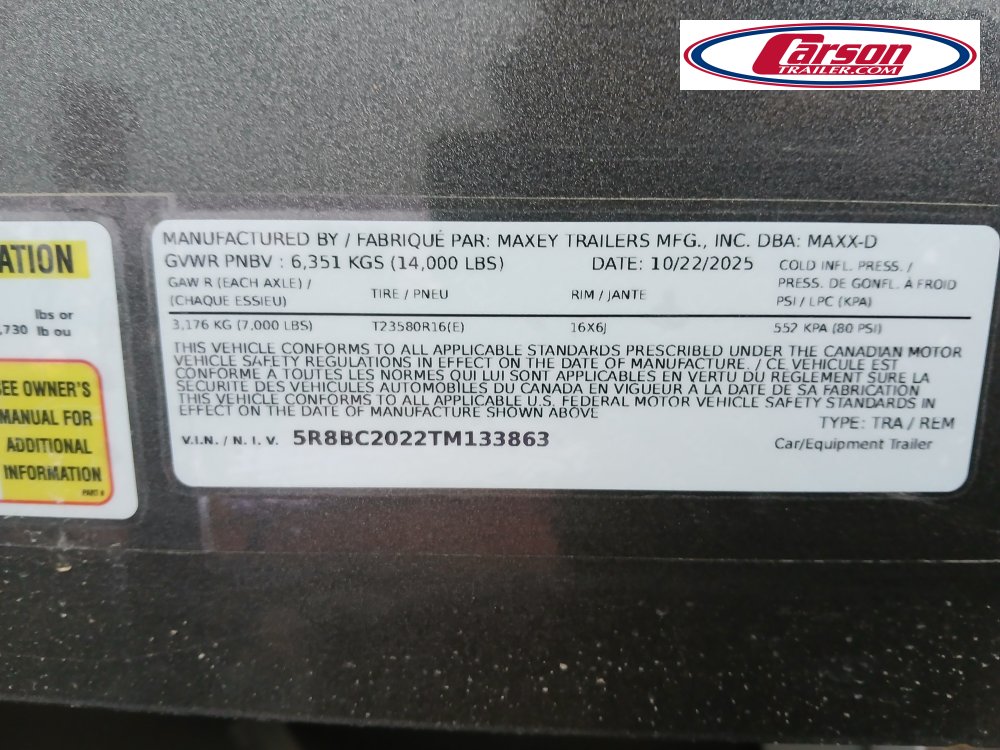 Carson
TRAILER.COM
ATION
lbs or
,730 lb ou
SEE OWNER'S
MANUAL FOR
ADDITIONAL
INFORMATION
PART #
MANUFACTURED BY / FABRIQUÉ PAR: MAXEY TRAILERS MFG., INC. DBA: MAXX-D
GVWR PNBV : 6,351 KGS (14,000 LBS) DATE: 10/22/2025 COLD INFL. PRESS. /
PRESS. DE GONFL. À FROID
PSI / LPC (KPA)
GAW R (EACH AXLE) /
(CHAQUE ESSIEU) TIRE / PNEU RIM / JANTE
3,176 KG (7,000 LBS) T23580R16(E) 16X6J 552 KPA (80 PSI)
THIS VEHICLE CONFORMS TO ALL APPLICABLE STANDARDS PRESCRIBED UNDER THE CANADIAN MOTOR
VEHICLE SAFETY REGULATIONS IN EFFECT ON THE DATE OF MANUFACTURE. / CE VEHICULE EST
CONFORME A TOUTES LES NORMES QUI LUI SONT APPLICABLES EN VERTU DU REGLEMENT SURE LA
SECURITE DES VEHICULES AUTOMOBILES DU CANADA EN VIGUEUR A LA DATE DE SA FABRICATION
THIS VEHICLE CONFORMS TO ALL APPLICABLE U.S. FEDERAL MOTOR VEHICLE SAFETY STANDARDS IN
EFFECT ON THE DATE OF MANUFACTURE SHOWN ABOVE
TYPE: TRA / REM
V.I.N. / N. I. V. 5R8BC2022TM133863 Car/Equipment Trailer